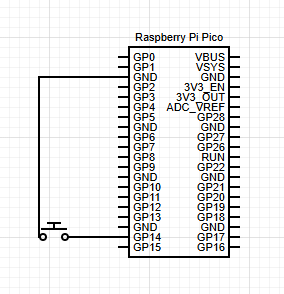 Raspberry Pi Pico
GP0 VBUS
GP1 VSYS
GND GND
GP2 3V3_EN
GP3 3V3_OUT
GP4 ADC_VREF
GP5 GP28
GND GND
GP6 GP27
GP7 GP26
GP8 RUN
GP9 GP22
GND GND
GP10 GP21
GP11 GP20
GP12 GP19
GP13 GP18
GND GND
GP14 GP17
GP15 GP16